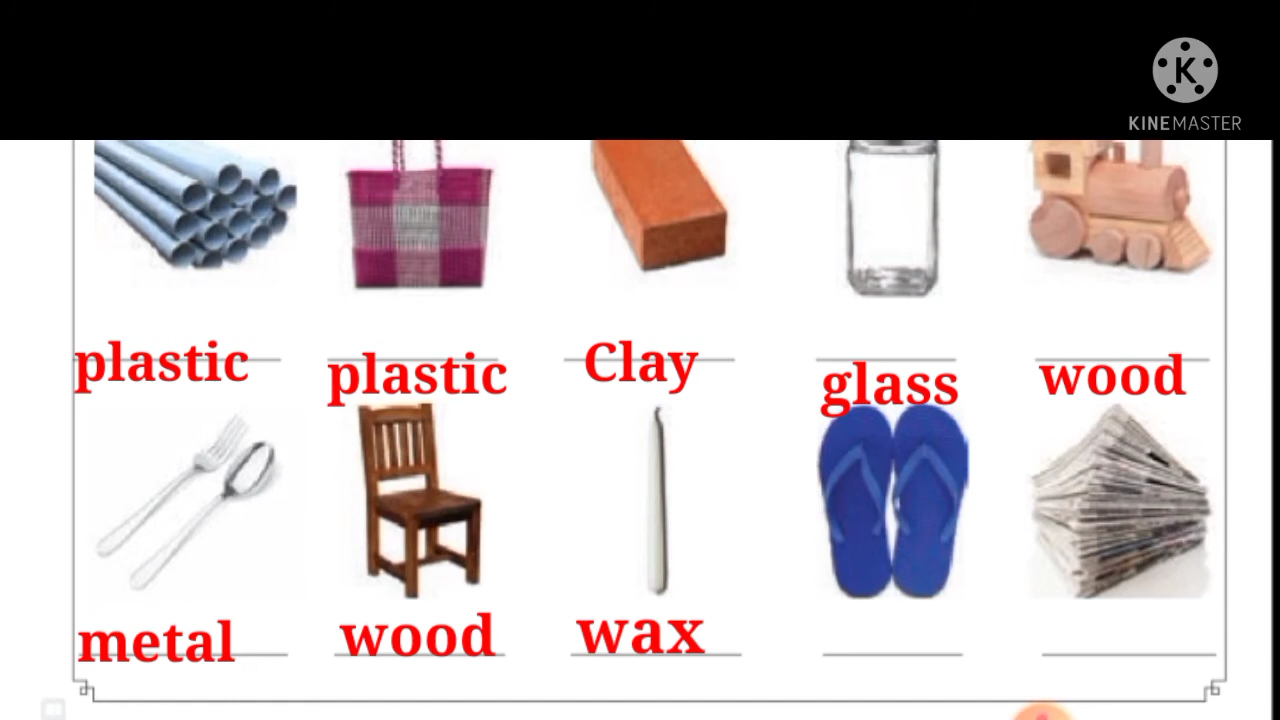 K
KINEMASTER
plastic
plastic
Clay
glass
wood
metal
wood
wax